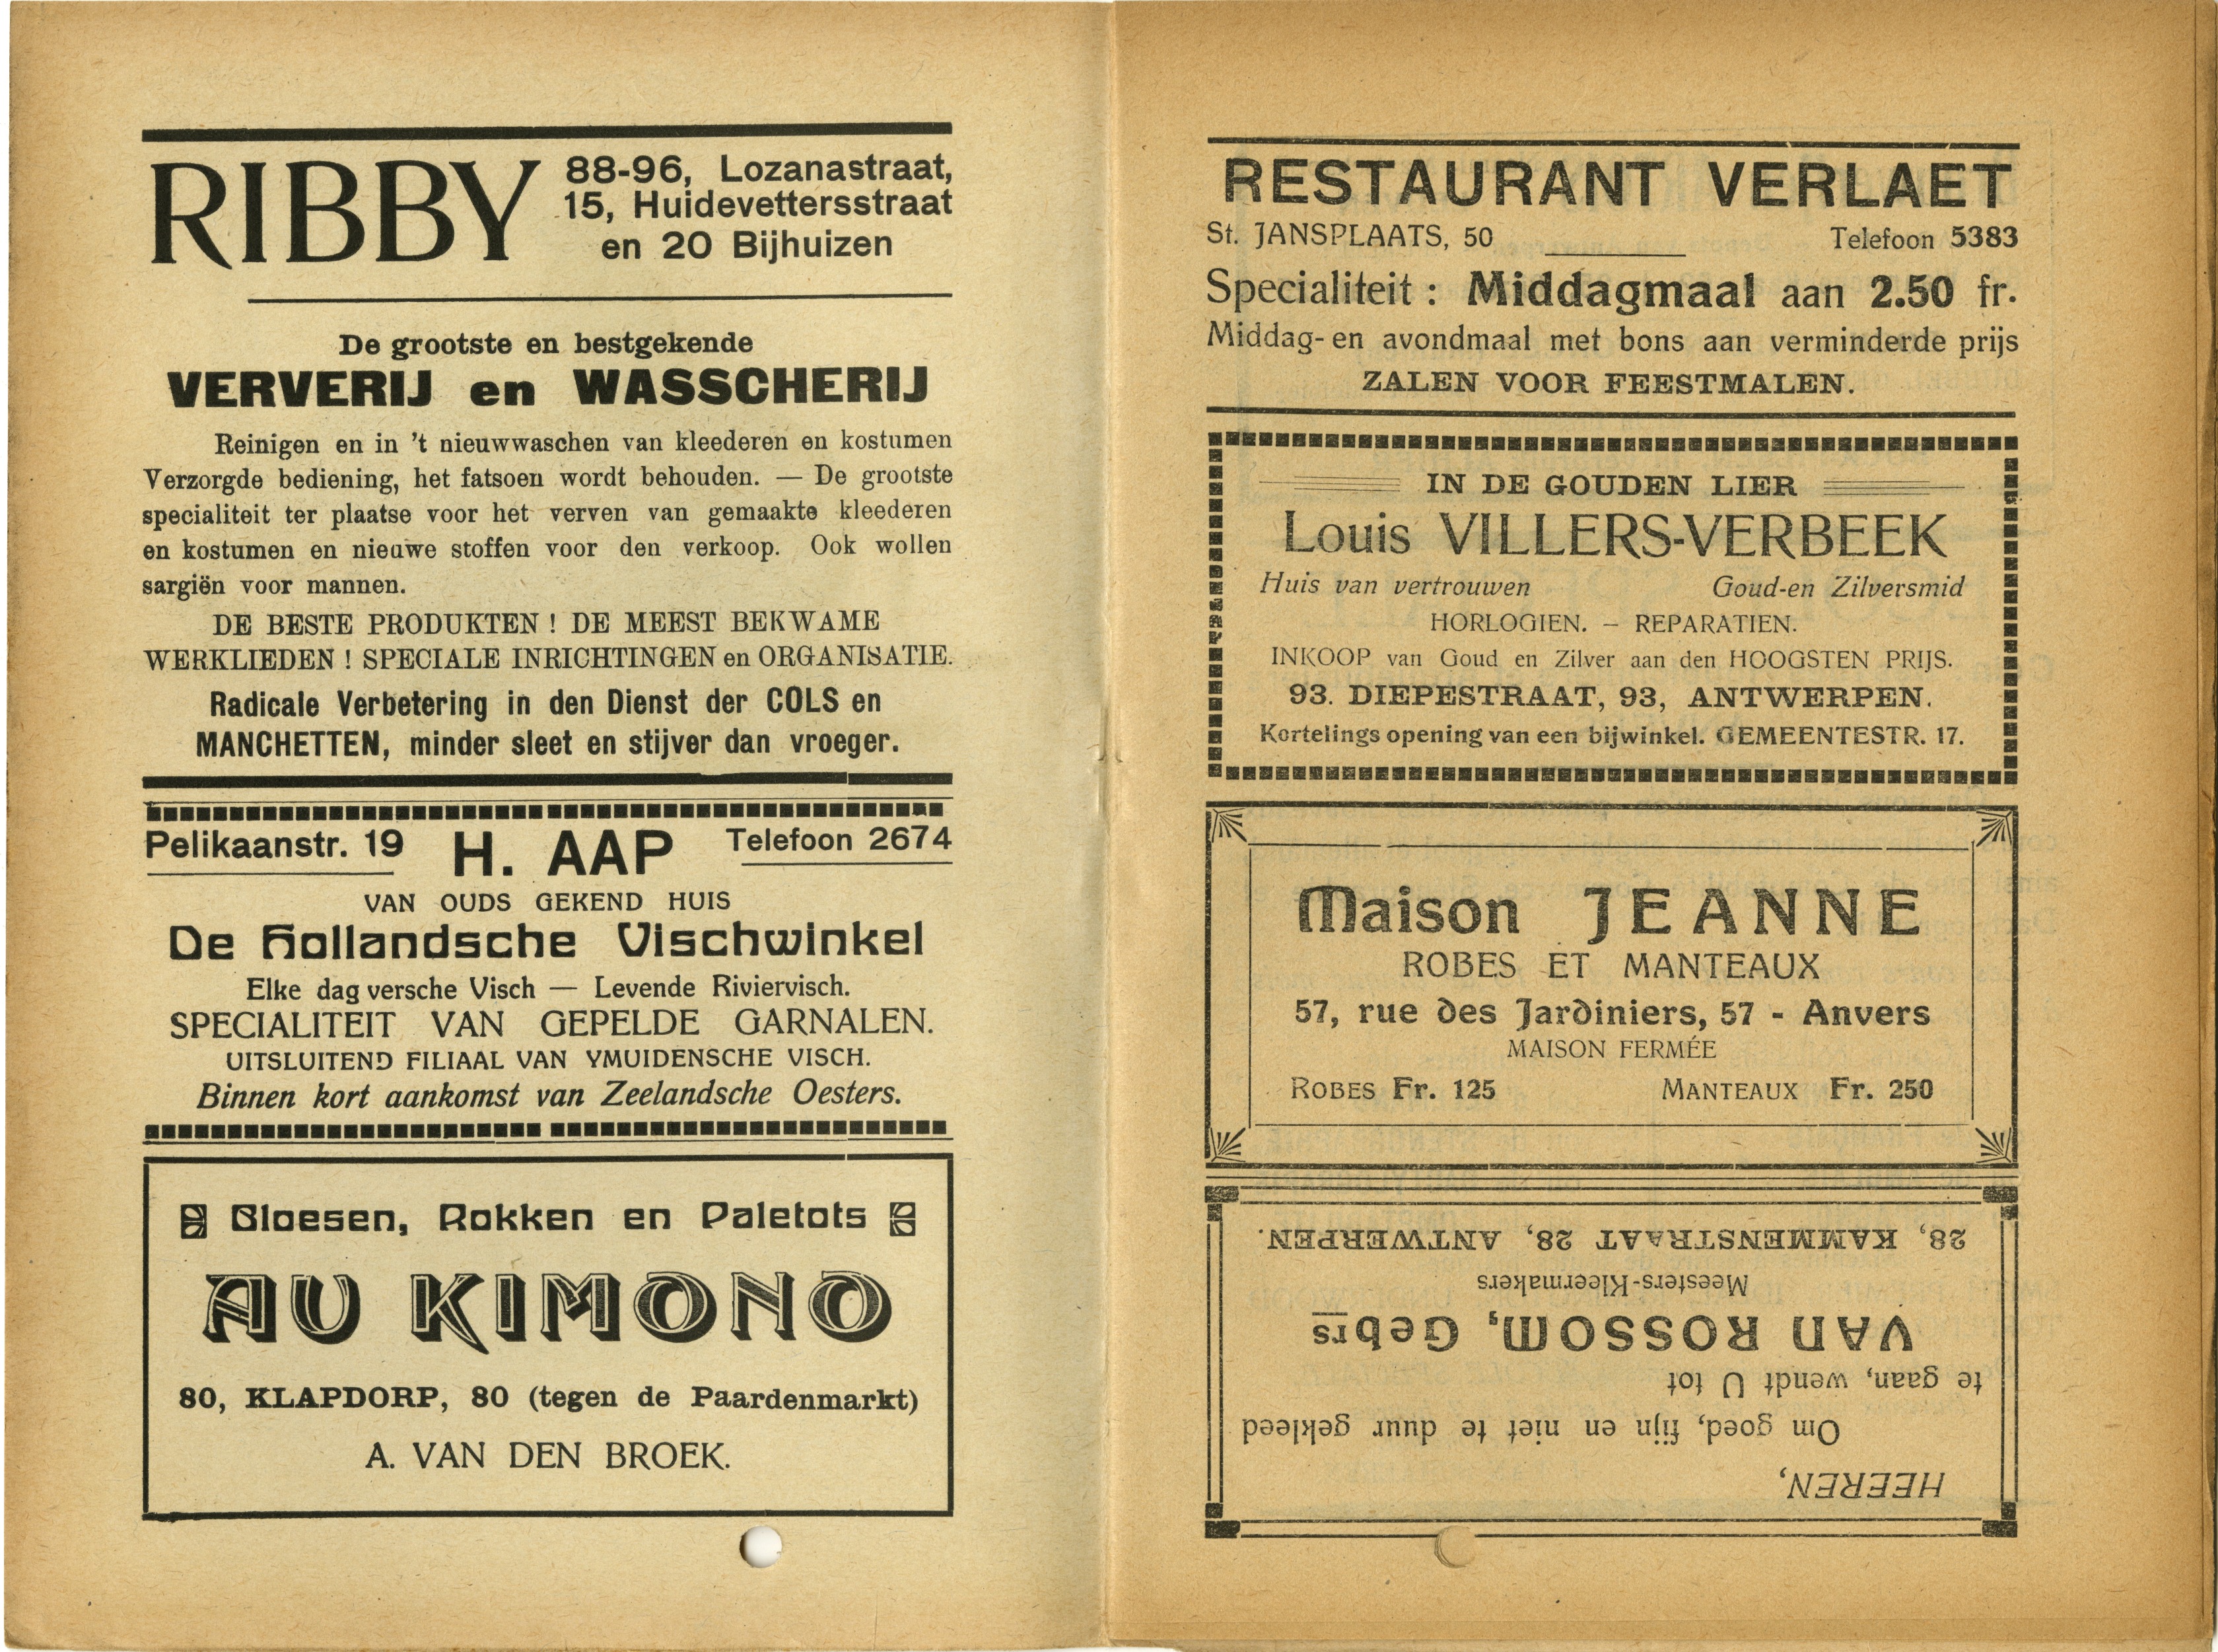 RIBBY
88-96, Lozanastraat,
15, Huidevettersstraat
en 20 Bijhuizen
De grootste en bestgekende
VERVERIJ en WASSCHERIJ
Reinigen en in 't nieuwwaschen van kleederen en kostumen
Verzorgde bediening, het fatsoen wordt behouden. — De grootste
specialiteit ter plaatse voor het verven van gemaakte kleederen
en kostumen en nieuwe stoffen voor den verkoop. Ook wollen
sargiën voor mannen.
DE BESTE PRODUKTEN ! DE MEEST BEKWAME
WERKLIEDEN ! SPECIALE INRICHTINGEN en ORGANISATIE.
Radicale Verbetering in den Dienst der COLS en
MANCHETTEN, minder sleet en stijver dan vroeger.
Pelikaanstr. 19 H. AAP Telefoon 2674
VAN OUDS GEKEND HUIS
De Hollandsche Vischwinkel
Elke dag versche Visch — Levende Riviervisch.
SPECIALITEIT VAN GEPELDE GARNALEN.
UITSLUITEND FILIAAL VAN YMUIDENSCHE VISCH.
Binnen kort aankomst van Zeelandsche Oesters.
Bloesen, Rokken en Paletots
AU KIMONO
80, KLAPDORP, 80 (tegen de Paardenmarkt)
A. VAN DEN BROEK.
RESTAURANT VERLAET
St. JANSPLAATS, 50 Telefoon 5383
Specialiteit : Middagmaal aan 2.50 fr.
Middag- en avondmaal met bons aan verminderde prijs
ZALEN VOOR FEESTMALEN.
IN DE GOUDEN LIER
Louis VILLERS-VERBEEK
Huis van vertrouwen Goud-en Zilversmid
HORLOGIEN. — REPARATIEN.
INKOOP van Goud en Zilver aan den HOOGSTEN PRIJS.
93. DIEPESTRAAT, 93, ANTWERPEN.
Kortelings opening van een bijwinkel. GEMEENTESTR. 17.
Maison JEANNE
ROBES ET MANTEAUX
57, rue des Jardiniers, 57 - Anvers
MAISON FERMÉE
ROBES Fr. 125 MANTEAUX Fr. 250
HEEREN,
Om goed, fijn en niet te duur gekleed
te gaan, wendt U tot
VAN ROSSOM, Gebrs
Meesters-Kleermakers
28, KAMMENSTRAAT 28, ANTWERPEN.